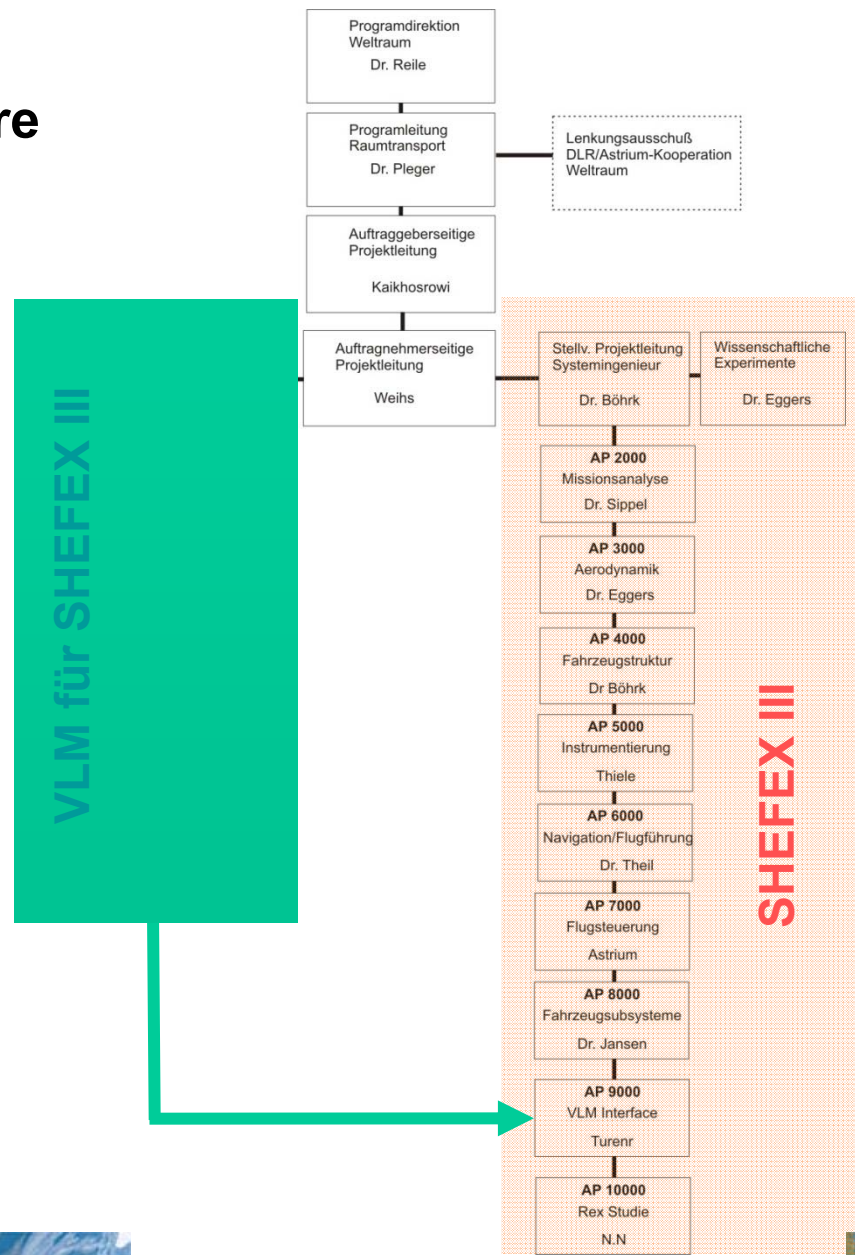 re
Programdirektion
Weltraum
Dr. Reile
Programleitung
Raumtransport
Dr. Pleger
Lenkungsausschuß
DLR/Astrium-Kooperation
Weltraum
Auftraggeberseitige
Projektleitung
Kaikhosrowi
Auftragnehmerseitige
Projektleitung
Weihs
Stellv. Projektleitung
Systemingenieur
Dr. Böhrk
Wissenschaftliche
Experimente
Dr. Eggers
VLM für SHEFEX III
AP 2000
Missionsanalyse
Dr. Sippel
AP 3000
Aerodynamik
Dr. Eggers
AP 4000
Fahrzeugstruktur
Dr Böhrk
AP 5000
Instrumentierung
Thiele
AP 6000
Navigation/Flugführung
Dr. Theil
AP 7000
Flugsteuerung
Astrium
AP 8000
Fahrzeugsubsysteme
Dr. Jansen
AP 9000
VLM Interface
Turenr
AP 10000
Rex Studie
N.N
SHEFEX III